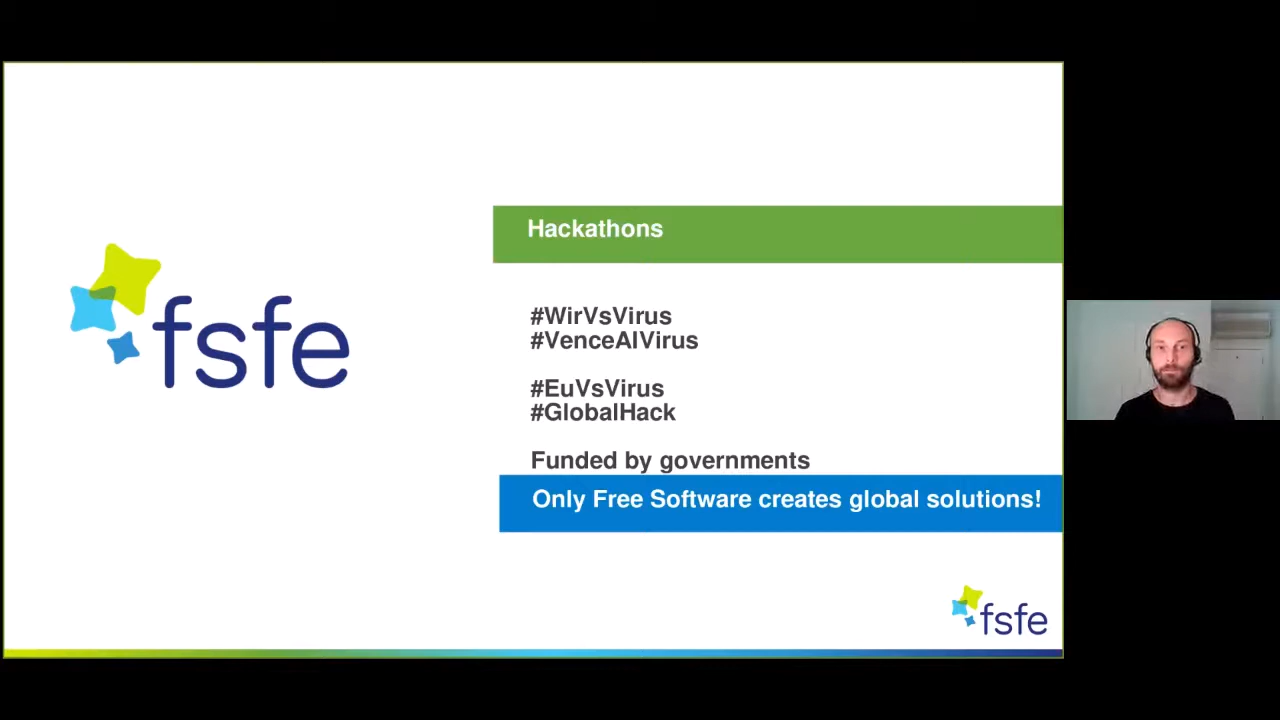 fsfe
Hackathons
#WirVsVirus
#VenceAlVirus
#EuVsVirus
#GlobalHack
Funded by governments
Only Free Software creates global solutions!
fsfe